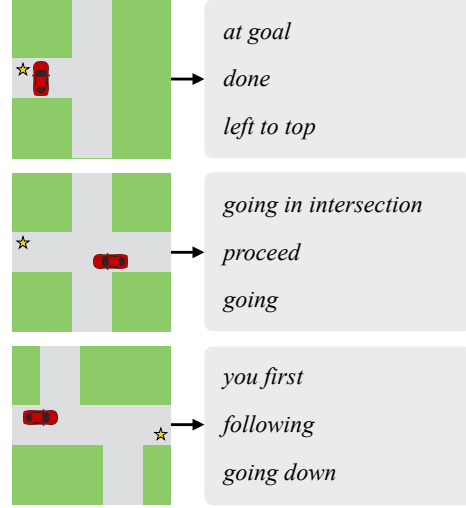 at goal
done
left to top
going in intersection
proceed
going
you first
following
going down